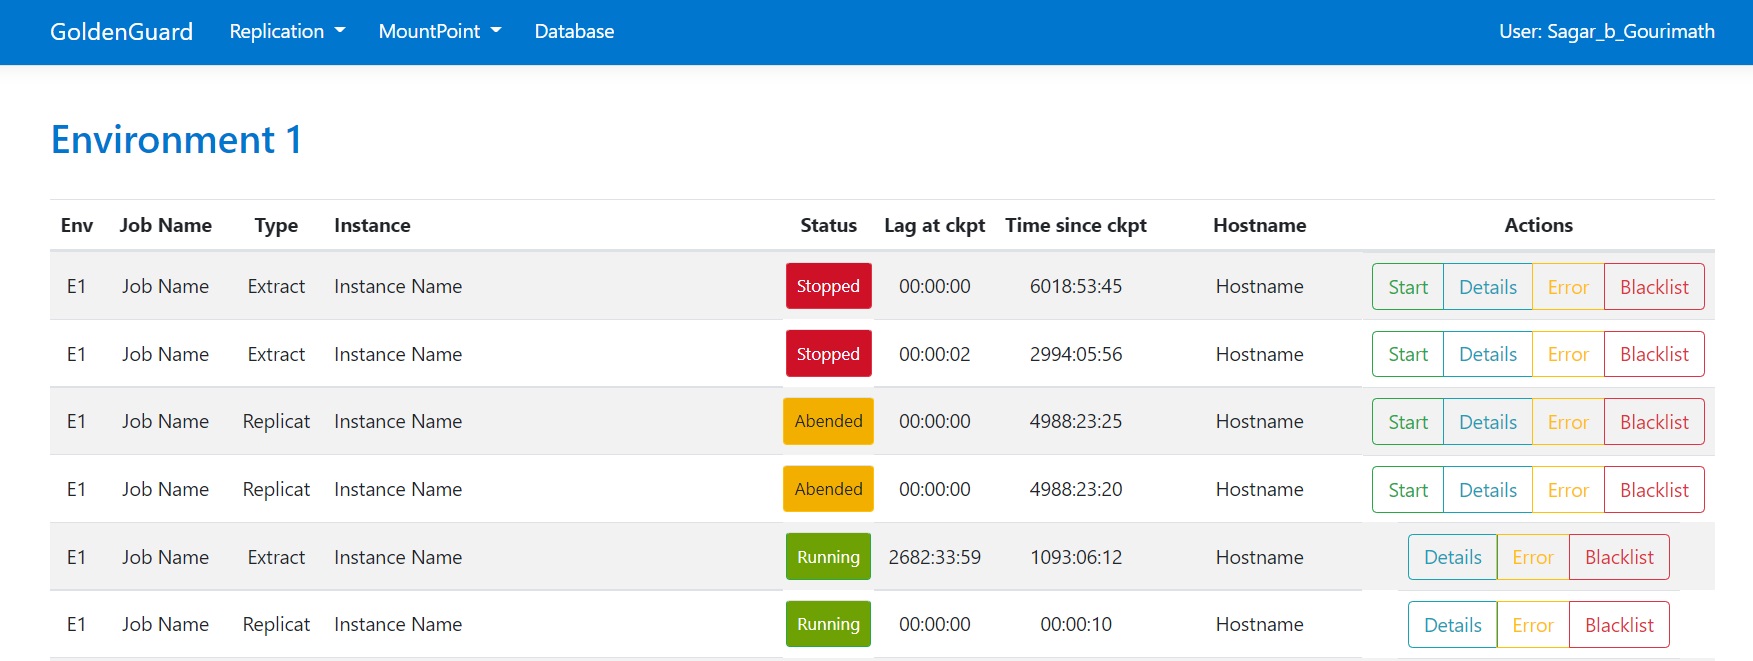 GoldenGuard Replication MountPoint Database User: Sagar_b_Gourimath
Environment 1
Env Job Name Type Instance Status Lag at ckpt Time since ckpt Hostname Actions
E1 Job Name Extract Instance Name Stopped 00:00:00 6018:53:45 Hostname Start Details Error Blacklist
E1 Job Name Extract Instance Name Stopped 00:00:02 2994:05:56 Hostname Start Details Error Blacklist
E1 Job Name Replicat Instance Name Abended 00:00:00 4988:23:25 Hostname Start Details Error Blacklist
E1 Job Name Replicat Instance Name Abended 00:00:00 4988:23:20 Hostname Start Details Error Blacklist
E1 Job Name Extract Instance Name Running 2682:33:59 1093:06:12 Hostname Details Error Blacklist
E1 Job Name Replicat Instance Name Running 00:00:00 00:00:10 Hostname Details Error Blacklist